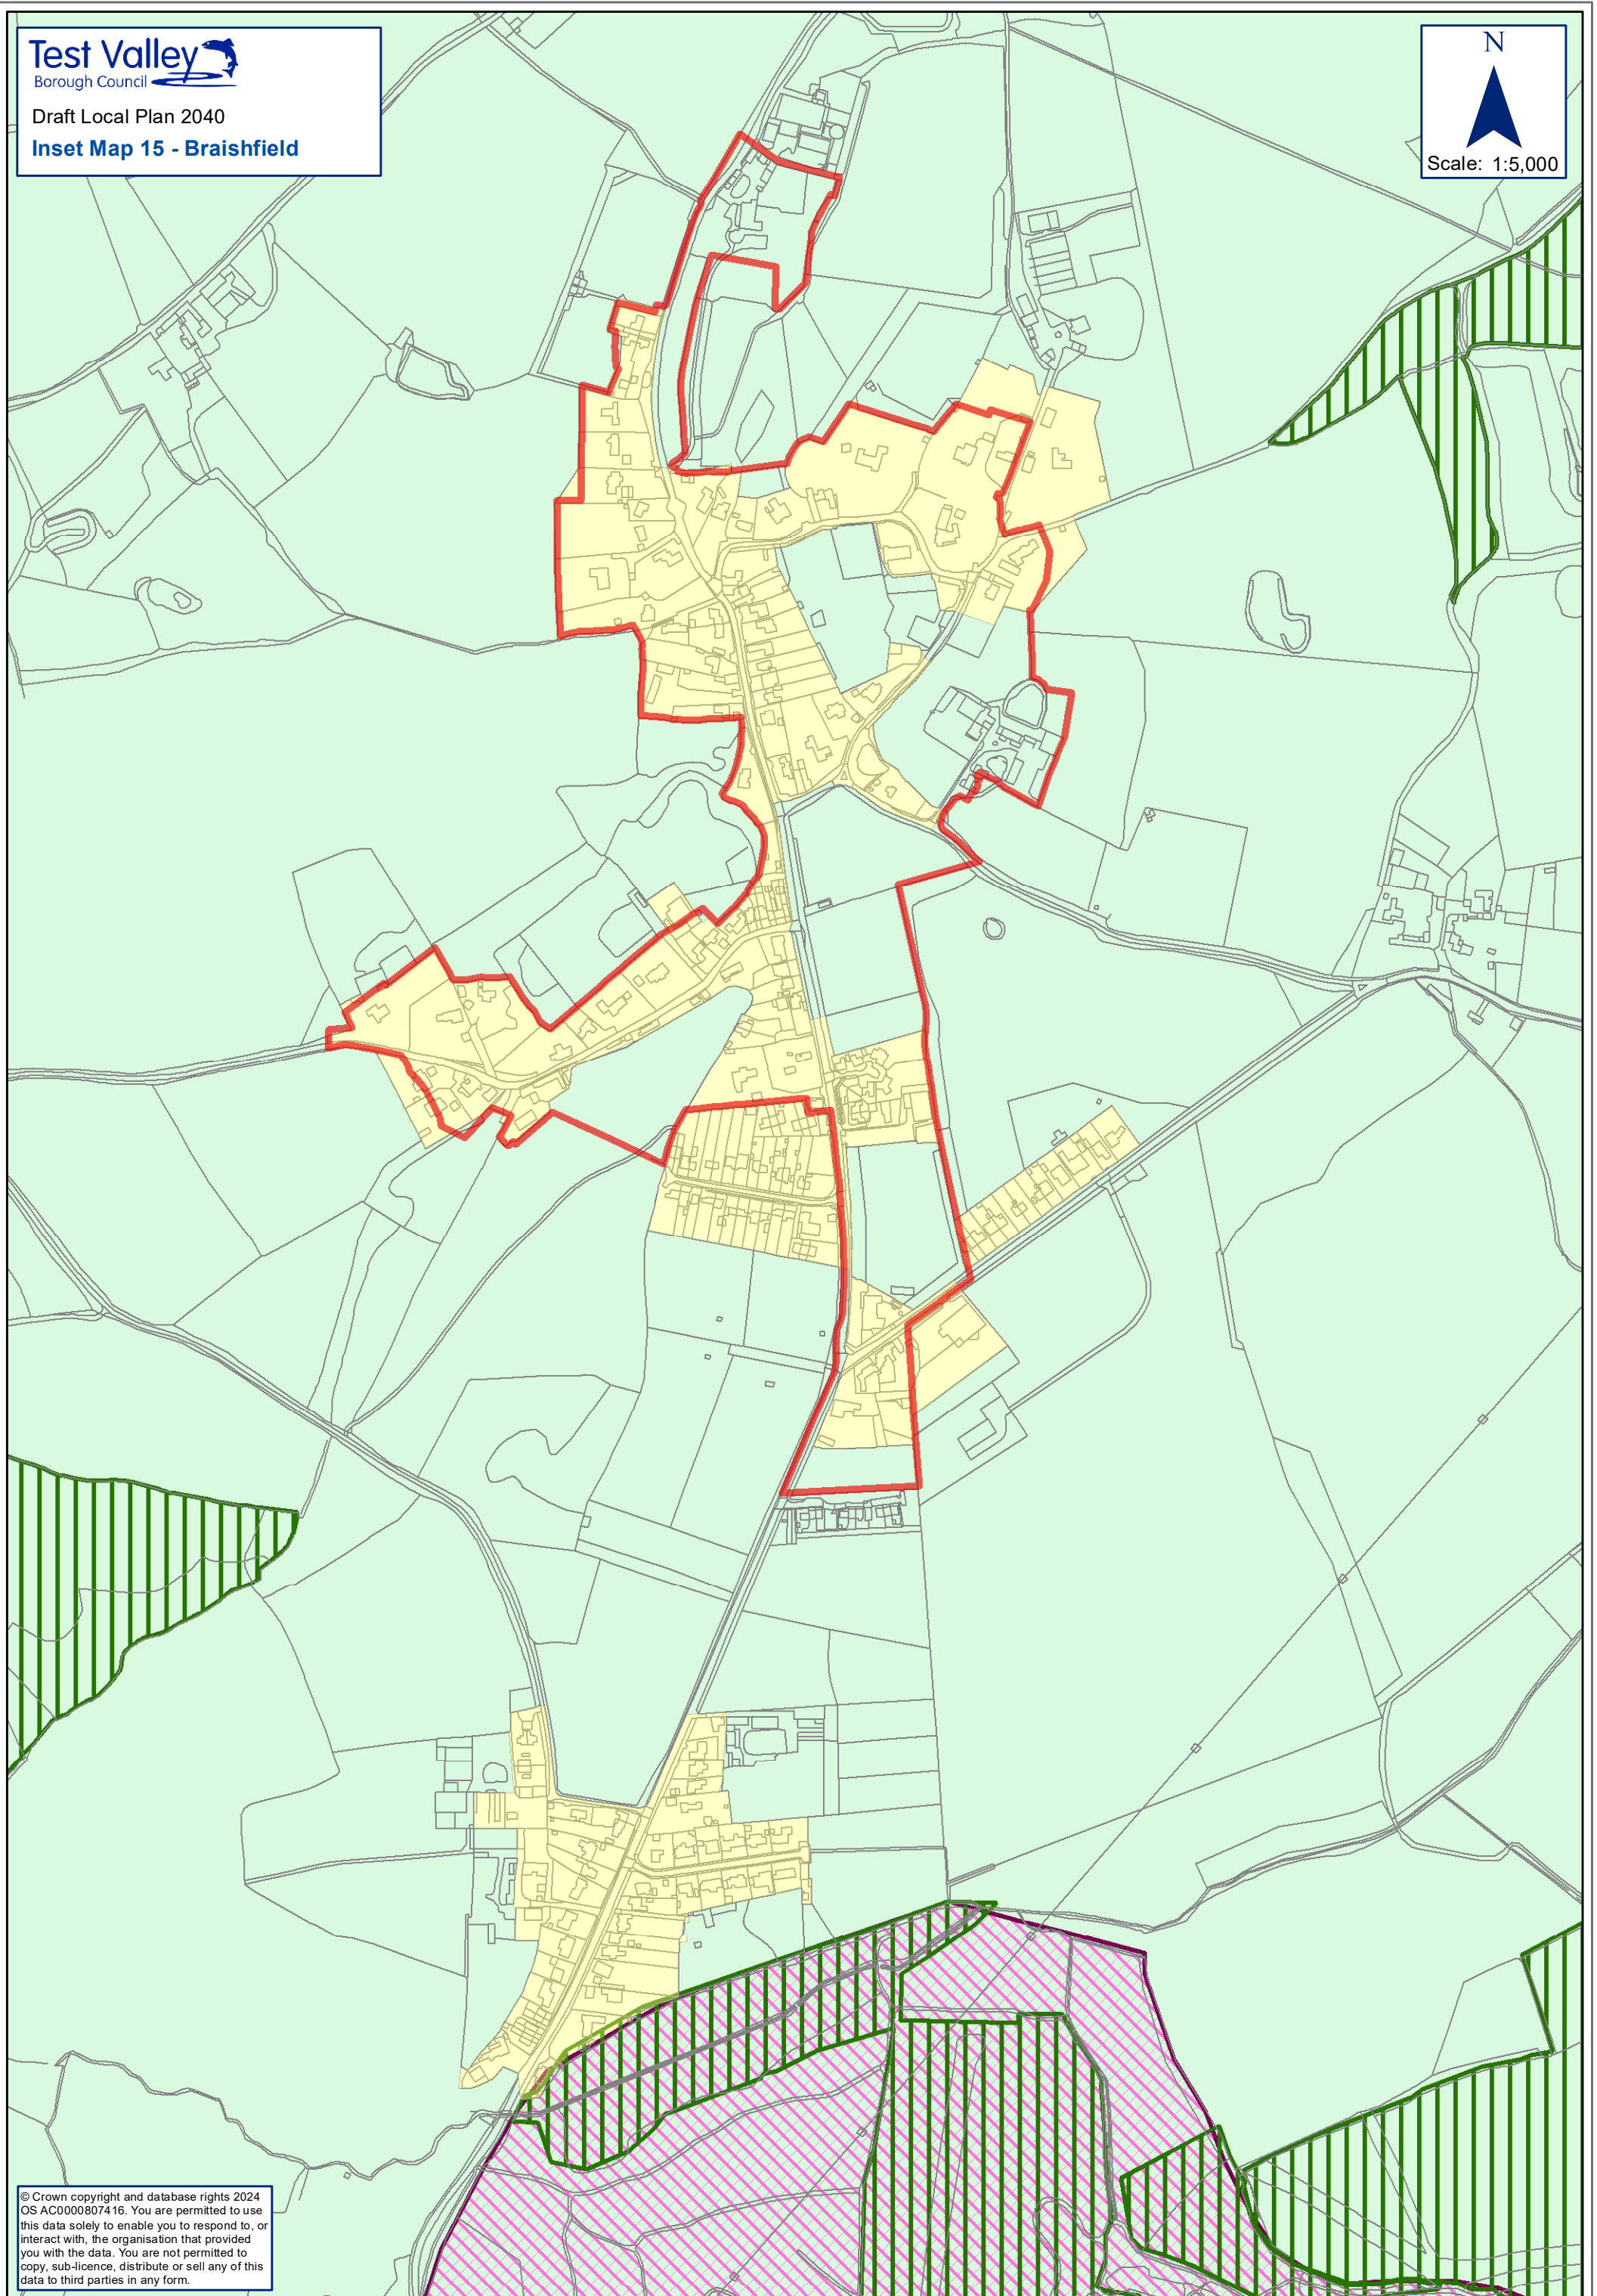 Test Valley
Borough Council
Draft Local Plan 2040
Inset Map 15 - Braishfield
N
Scale: 1:5,000
© Crown copyright and database rights 2024
OS AC0000807416. You are permitted to use
this data solely to enable you to respond to, or
interact with, the organisation that provided
you with the data. You are not permitted to
copy, sub-licence, distribute or sell any of this
data to third parties in any form.